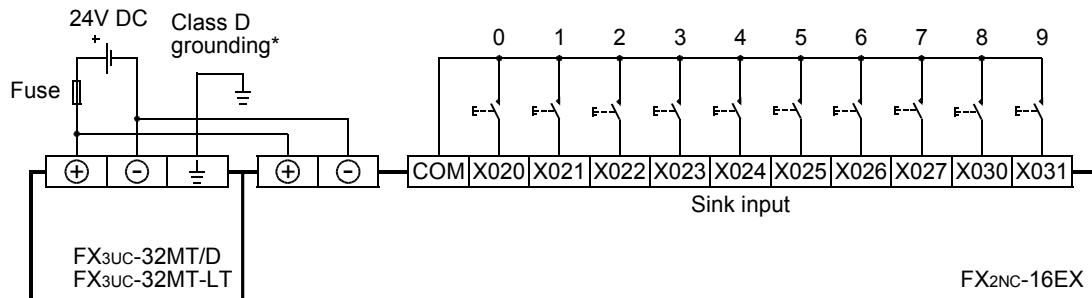 24V DC
Class D
grounding*
+
Fuse
0 1 2 3 4 5 6 7 8 9
+ - + - COM X020 X021 X022 X023 X024 X025 X026 X027 X030 X031
Sink input
FX3UC-32MT/D
FX3UC-32MT-LT
FX2NC-16EX